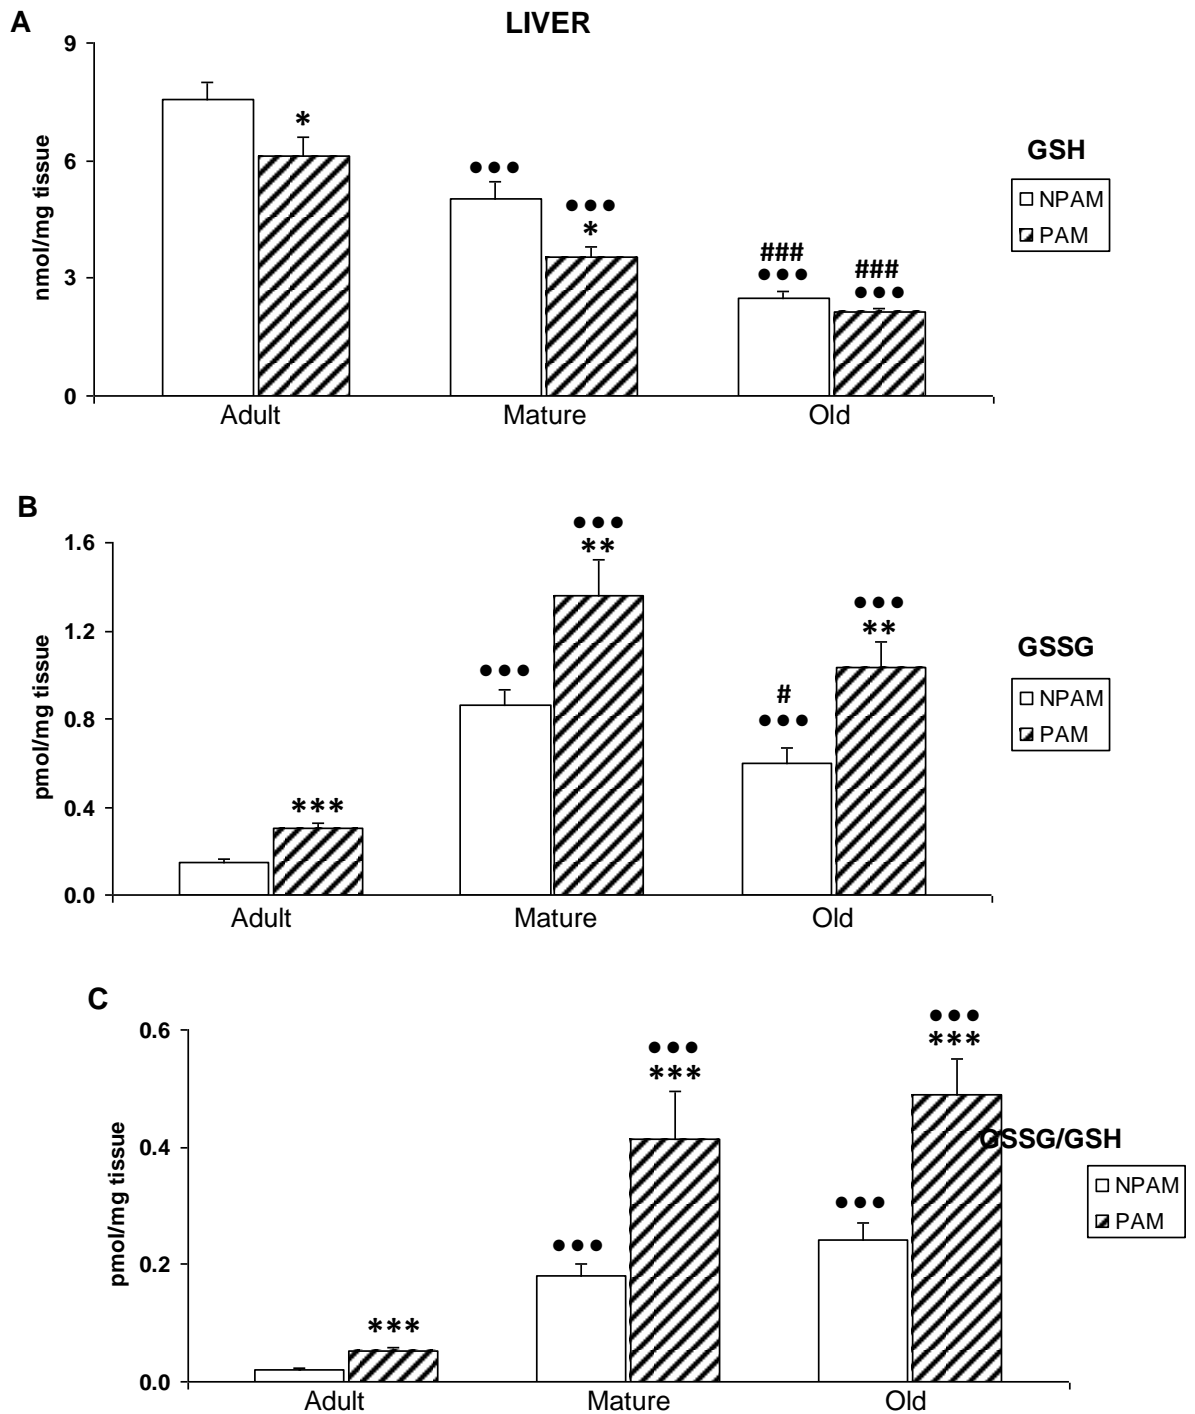 A
LIVER
9
6
3
0
nmol/mg tissue
*
●●●
●●●
*
###
●●●
###
●●●
Adult
Mature
Old
GSH
NPAM
PAM
B
1.6
1.2
0.8
0.4
0.0
pmol/mg tissue
***
●●●
●●●
**
#
●●●
●●●
**
Adult
Mature
Old
GSSG
NPAM
PAM
C
0.6
0.4
0.2
0.0
pmol/mg tissue
***
●●●
●●●
***
●●●
●●●
***
Adult
Mature
Old
GSSG/GSH
NPAM
PAM